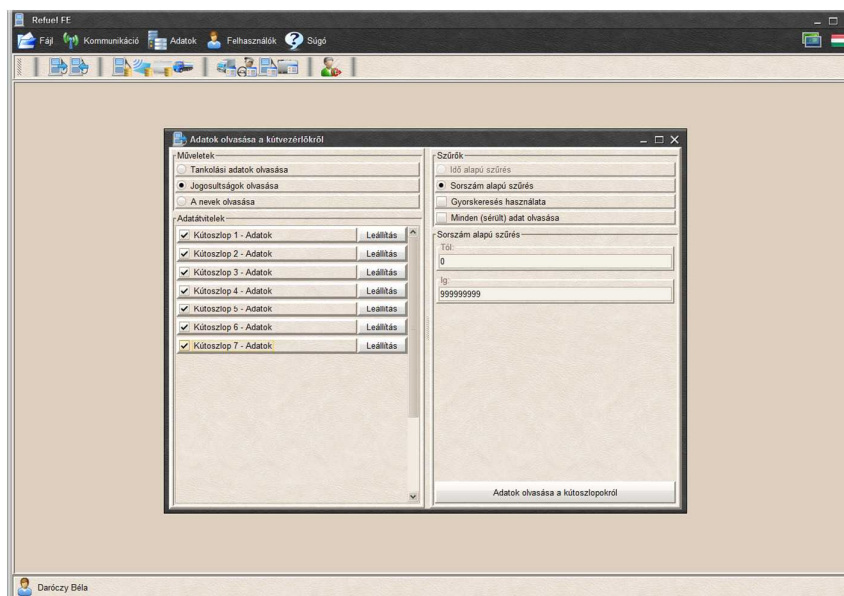 Refuel FE
Fájl Kommunikáció Adatok Felhasználók Súgó
Adatok olvasása a kútvezérlőkről
Műveletek
Tankolási adatok olvasása
Jogosultságok olvasása
A nevek olvasása
Adatátvitelek
Kútoszlop 1 - Adatok Leállítás
Kútoszlop 2 - Adatok Leállítás
Kútoszlop 3 - Adatok Leállítás
Kútoszlop 4 - Adatok Leállítás
Kútoszlop 5 - Adatok Leállítás
Kútoszlop 6 - Adatok Leállítás
Kútoszlop 7 - Adatok Leállítás
Szűrők
Idő alapú szűrés
Sorszám alapú szűrés
Gyorskeresés használata
Minden (sérült) adat olvasása
Sorszám alapú szűrés
Tól:
0
Ig:
999999999
Adatok olvasása a kútoszlopokról
Daróczy Béla